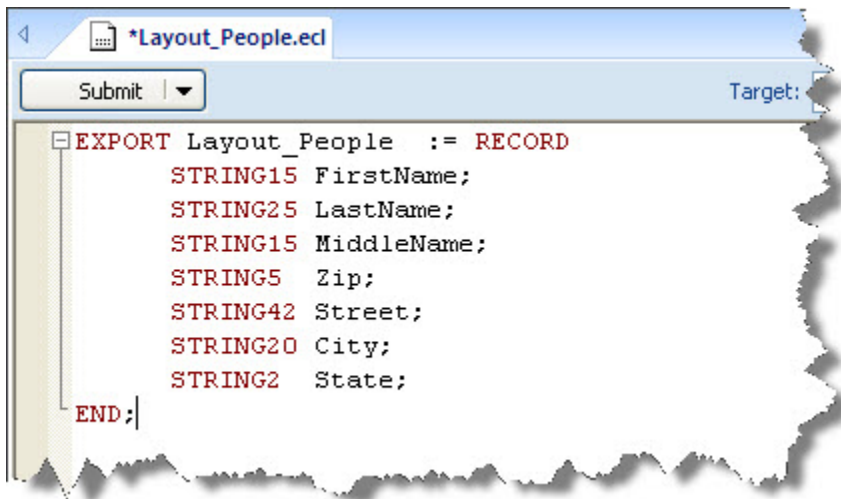 *Layout_People.ecl
Submit Target:
EXPORT Layout_People := RECORD
STRING15 FirstName;
STRING25 LastName;
STRING15 MiddleName;
STRING5 Zip;
STRING42 Street;
STRING20 City;
STRING2 State;
END;